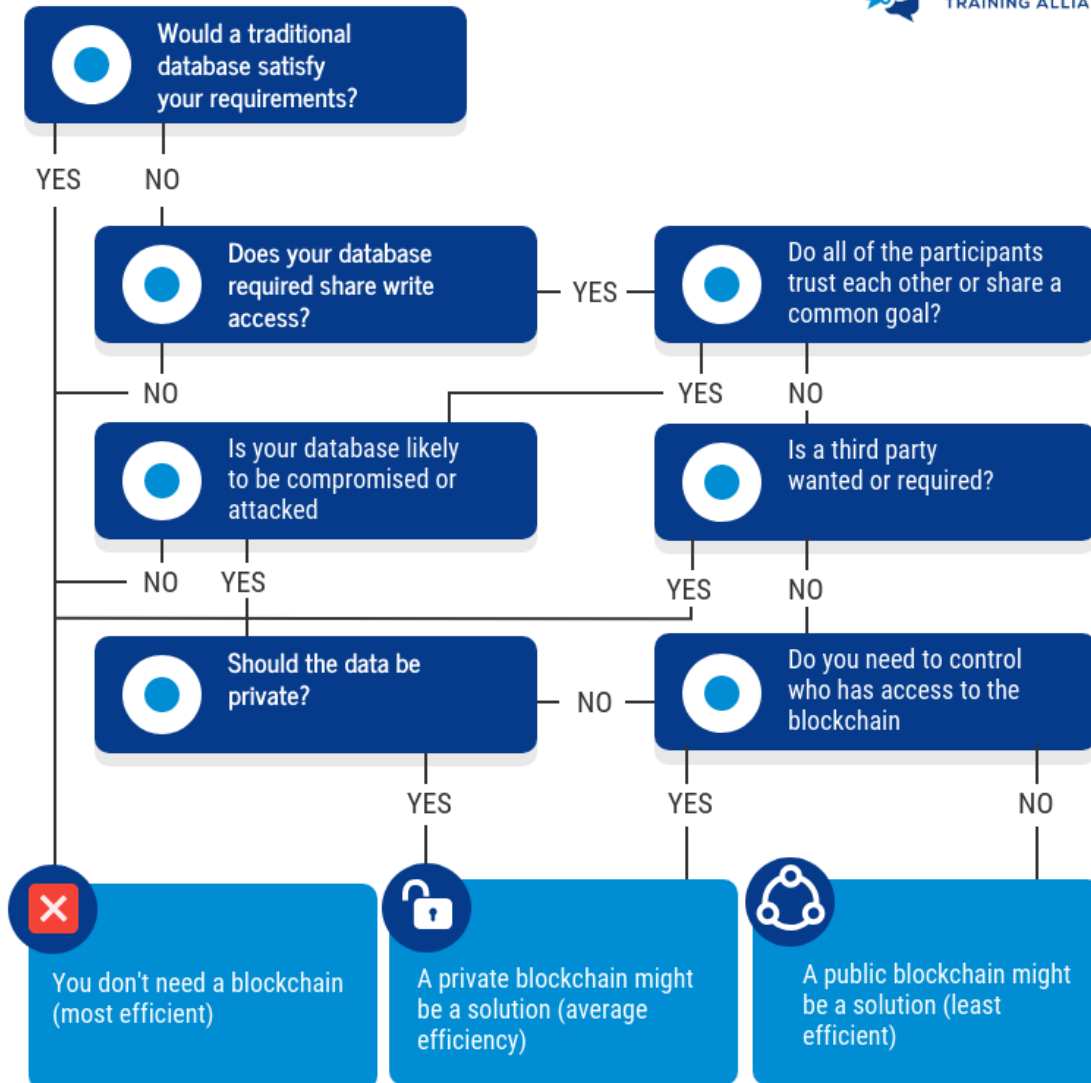 TRAINING ALLIA
Would a traditional
database satisfy
your requirements?
YES
NO
Does your database
required share write
access?
YES
Do all of the participants
trust each other or share a
common goal?
NO
YES
NO
Is your database likely
to be compromised or
attacked
Is a third party
wanted or required?
NO
YES
YES
NO
Should the data be
private?
NO
Do you need to control
who has access to the
blockchain
YES
YES
NO
You don't need a blockchain
(most efficient)
A private blockchain might
be a solution (average
efficiency)
A public blockchain might
be a solution (least
efficient)